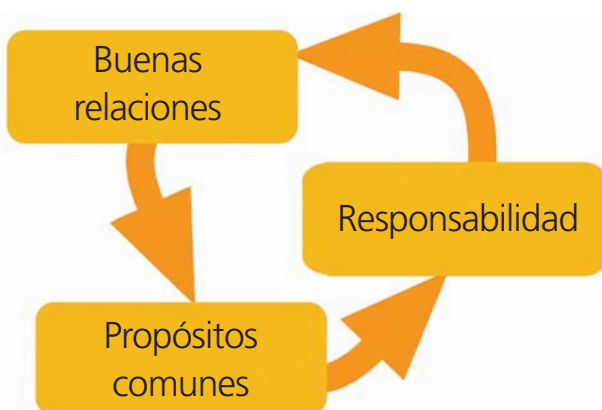 Buenas
relaciones
Responsabilidad
Propósitos
comunes